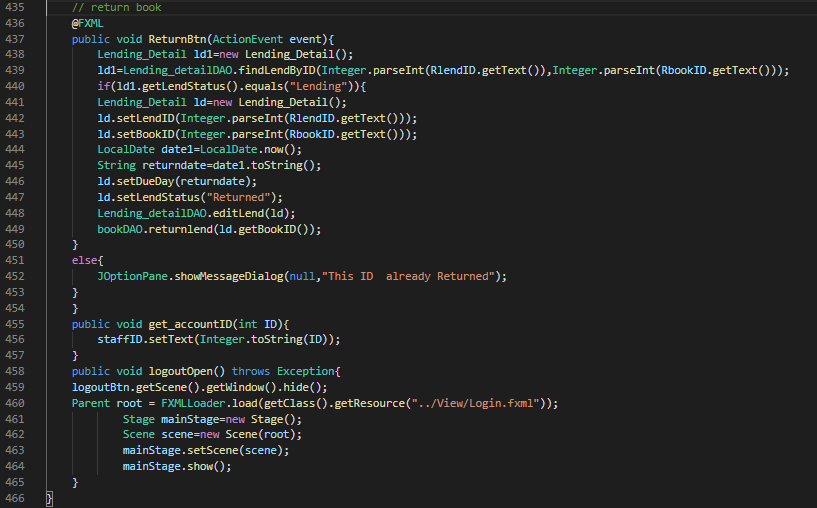 435 // return book
436 @FXML
437 public void ReturnBtn(ActionEvent event){
438 Lending_Detail ld1=new Lending_Detail();
439 ld1=Lending_detailDAO.findLendByID(Integer.parseInt(RlendID.getText()),Integer.parseInt(RbookID.getText()));
440 if(ld1.getLendStatus().equals("Lending")){
441 Lending_Detail ld=new Lending_Detail();
442 ld.setLendID(Integer.parseInt(RlendID.getText()));
443 ld.setBookID(Integer.parseInt(RbookID.getText()));
444 LocalDate date1=LocalDate.now();
445 String returndate=date1.toString();
446 ld.setDueDay(returndate);
447 ld.setLendStatus("Returned");
448 Lending_detailDAO.editLend(ld);
449 bookDAO.returnlend(ld.getBookID());
450 }
451 else{
452 JOptionPane.showMessageDialog(null,"This ID  already Returned");
453 }
454 }
455 public void get_accountID(int ID){
456 staffID.setText(Integer.toString(ID));
457 }
458 public void logoutOpen() throws Exception{
459 logoutBtn.getScene().getWindow().hide();
460 Parent root = FXMLLoader.load(getClass().getResource("../View/Login.fxml"));
461 Stage mainStage=new Stage();
462 Scene scene=new Scene(root);
463 mainStage.setScene(scene);
464 mainStage.show();
465 }
466 }